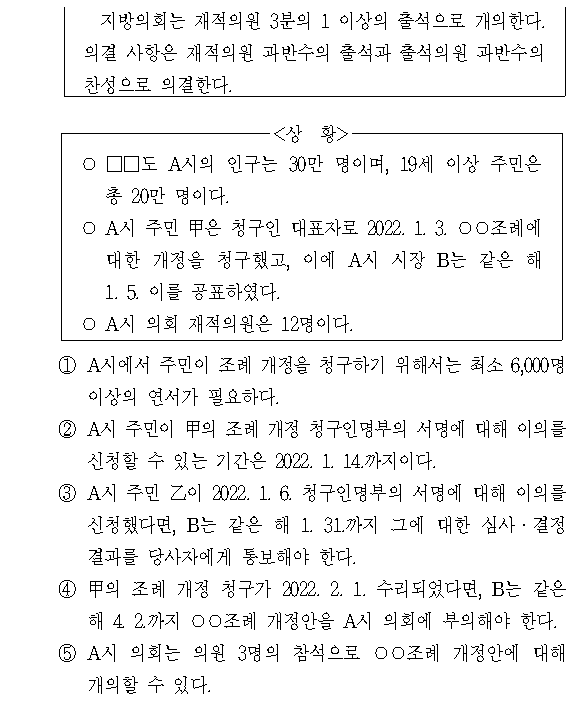 지방의회는 재적의원 3분의 1 이상의 출석으로 개의한다.
의결 사항은 재적의원 과반수의 출석과 출석의원 과반수의
찬성으로 의결한다.
<상 황>
○ □□도 A시의 인구는 30만 명이며, 19세 이상 주민은
총 20만 명이다.
○ A시 주민 甲은 청구인 대표자로 2022. 1. 3. ○○조례에
대한 개정을 청구했고, 이에 A시 시장 B는 같은 해
1. 5. 이를 공표하였다.
○ A시 의회 재적의원은 12명이다.
① A시에서 주민이 조례 개정을 청구하기 위해서는 최소 6,000명
이상의 연서가 필요하다.
② A시 주민이 甲의 조례 개정 청구인명부의 서명에 대해 이의를
신청할 수 있는 기간은 2022. 1. 14.까지이다.
③ A시 주민 乙이 2022. 1. 6. 청구인명부의 서명에 대해 이의를
신청했다면, B는 같은 해 1. 31.까지 그에 대한 심사·결정
결과를 당사자에게 통보해야 한다.
④ 甲의 조례 개정 청구가 2022. 2. 1. 수리되었다면, B는 같은
해 4. 2.까지 ○○조례 개정안을 A시 의회에 부의해야 한다.
⑤ A시 의회는 의원 3명의 참석으로 ○○조례 개정안에 대해
개의할 수 있다.